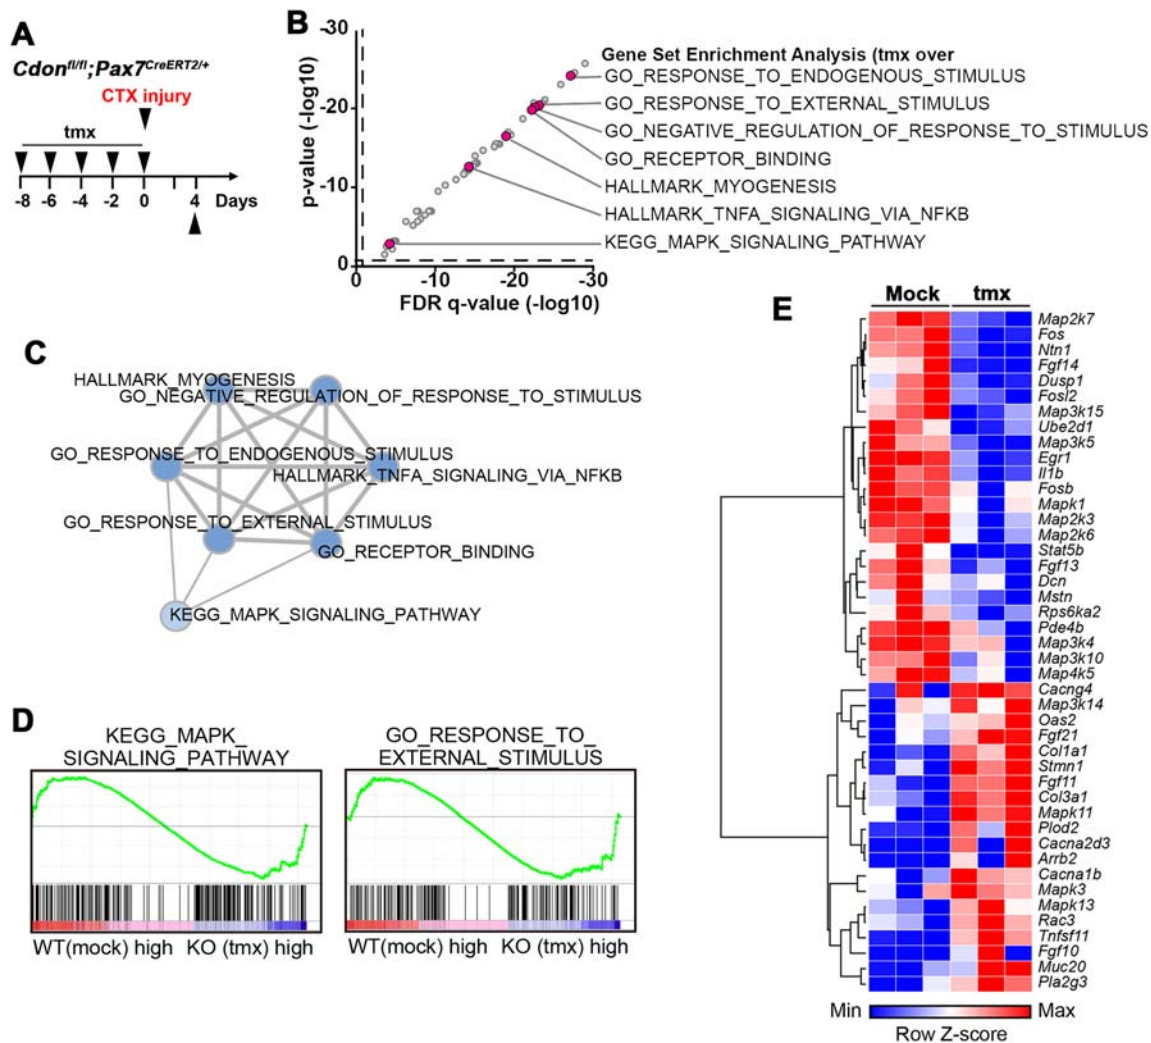 A
Cdonfl/fl;Pax7CreERT2/+
CTX injury
tmx
-8 -6 -4 -2 0 4 Days
B
p-value (-log10)
-30
-20
-10
0
0 -10 -20 -30
FDR q-value (-log10)
Gene Set Enrichment Analysis (tmx over
GO_RESPONSE_TO_ENDOGENOUS_STIMULUS
GO_RESPONSE_TO_EXTERNAL_STIMULUS
GO_NEGATIVE_REGULATION_OF_RESPONSE_TO_STIMULUS
GO_RECEPTOR_BINDING
HALLMARK_MYOGENESIS
HALLMARK_TNFA_SIGNALING_VIA_NFKB
KEGG_MAPK_SIGNALING_PATHWAY
C
HALLMARK_MYOGENESIS
GO_NEGATIVE_REGULATION_OF_RESPONSE_TO_STIMULUS
GO_RESPONSE_TO_ENDOGENOUS_STIMULUS
HALLMARK_TNFA_SIGNALING_VIA_NFKB
GO_RESPONSE_TO_EXTERNAL_STIMULUS
GO_RECEPTOR_BINDING
KEGG_MAPK_SIGNALING_PATHWAY
D
KEGG_MAPK_
SIGNALING_PATHWAY
WT(mock) high KO (tmx) high
GO_RESPONSE_TO_
EXTERNAL_STIMULUS
WT(mock) high KO (tmx) high
E
Mock tmx
Map2k7
Fos
Ntn1
Fgf14
Dusp1
Fosl2
Map3k15
Ube2d1
Map3k5
Egr1
Il1b
Fosb
Mapk1
Map2k3
Map2k6
Stat5b
Fgf13
Dcn
Mstn
Rps6ka2
Pde4b
Map3k4
Map3k10
Map4k5
Cacng4
Map3k14
Oas2
Fgf21
Col1a1
Stmn1
Fgf11
Col3a1
Mapk11
Plod2
Cacna2d3
Arrb2
Cacna1b
Mapk3
Mapk13
Rac3
Tnfsf11
Fgf10
Muc20
Pla2g3
Min Max
Row Z-score